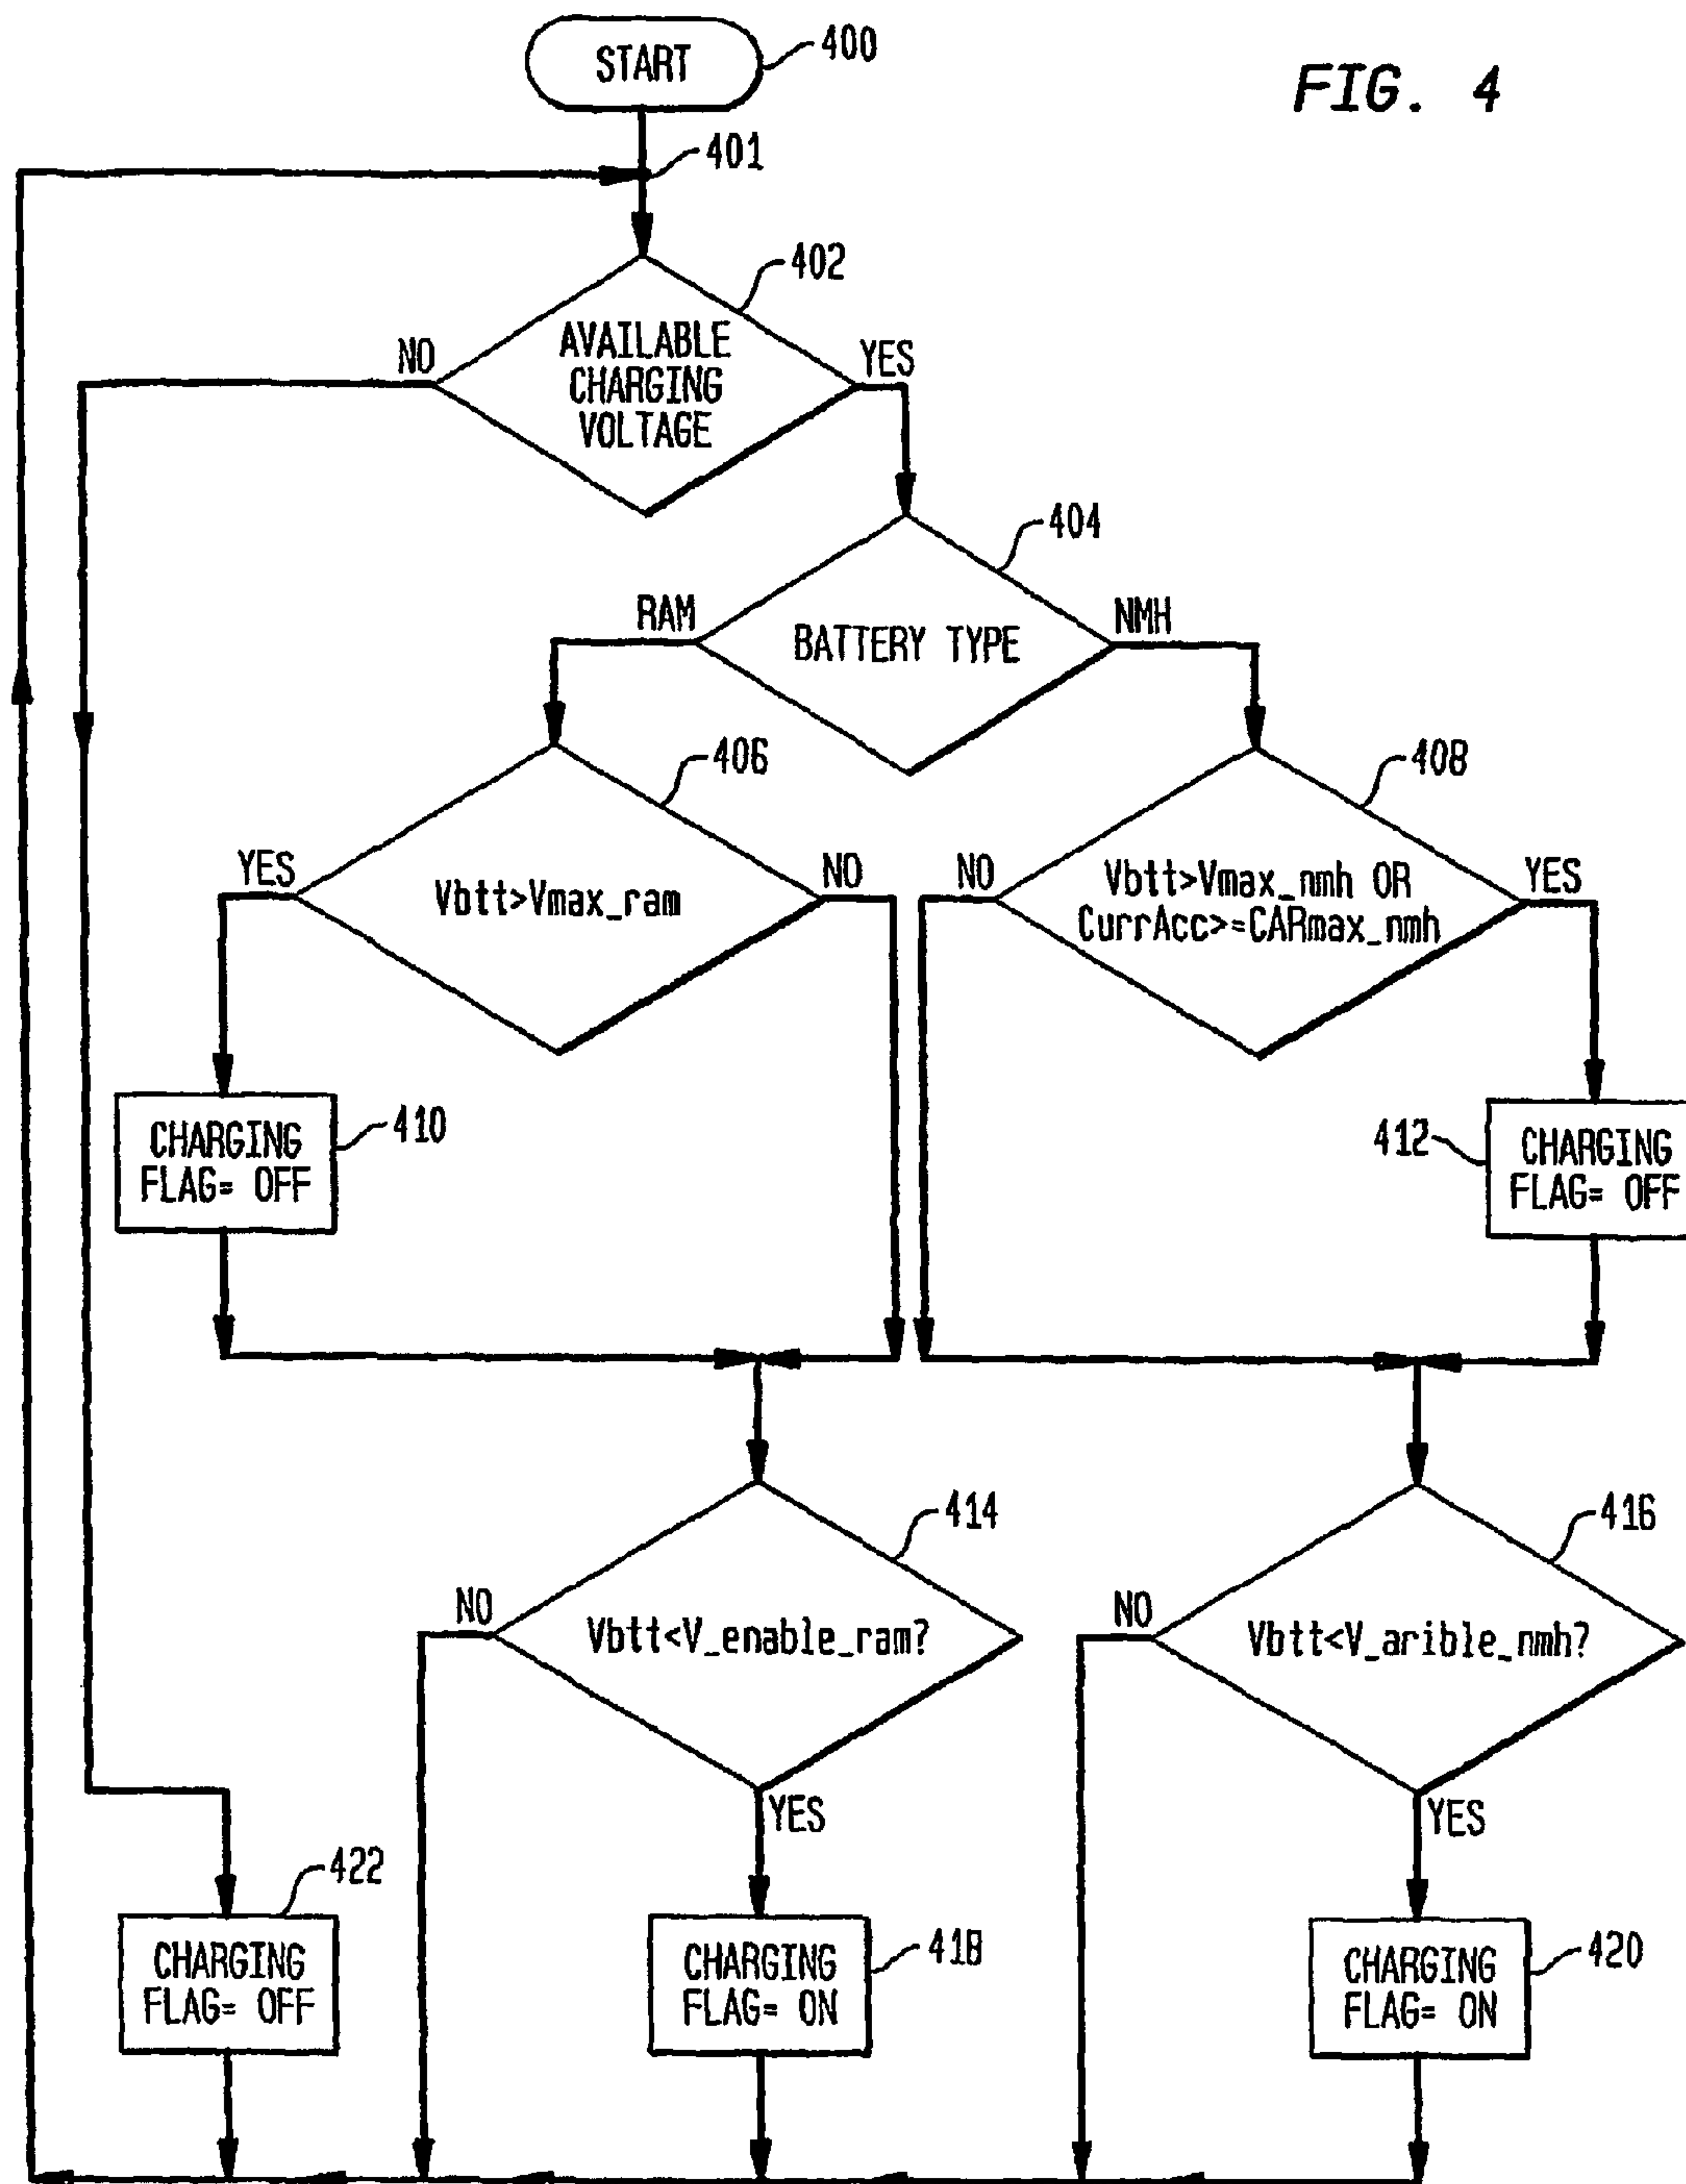 START
400
FIG. 4
401
402
NO
AVAILABLE
CHARGING
VOLTAGE
YES
404
RAM
BATTERY TYPE
NMH
406
408
YES
Vbtt>Vmax_ram
NO
NO
Vbtt>Vmax_nmh OR
CurrAcc>=CARmax_nmh
YES
CHARGING
FLAG= OFF
410
412
CHARGING
FLAG= OFF
414
416
NO
Vbtt<V_enable_ram?
NO
Vbtt<V_arible_nmh?
YES
YES
422
CHARGING
FLAG= OFF
CHARGING
FLAG= ON
418
CHARGING
FLAG= ON
420